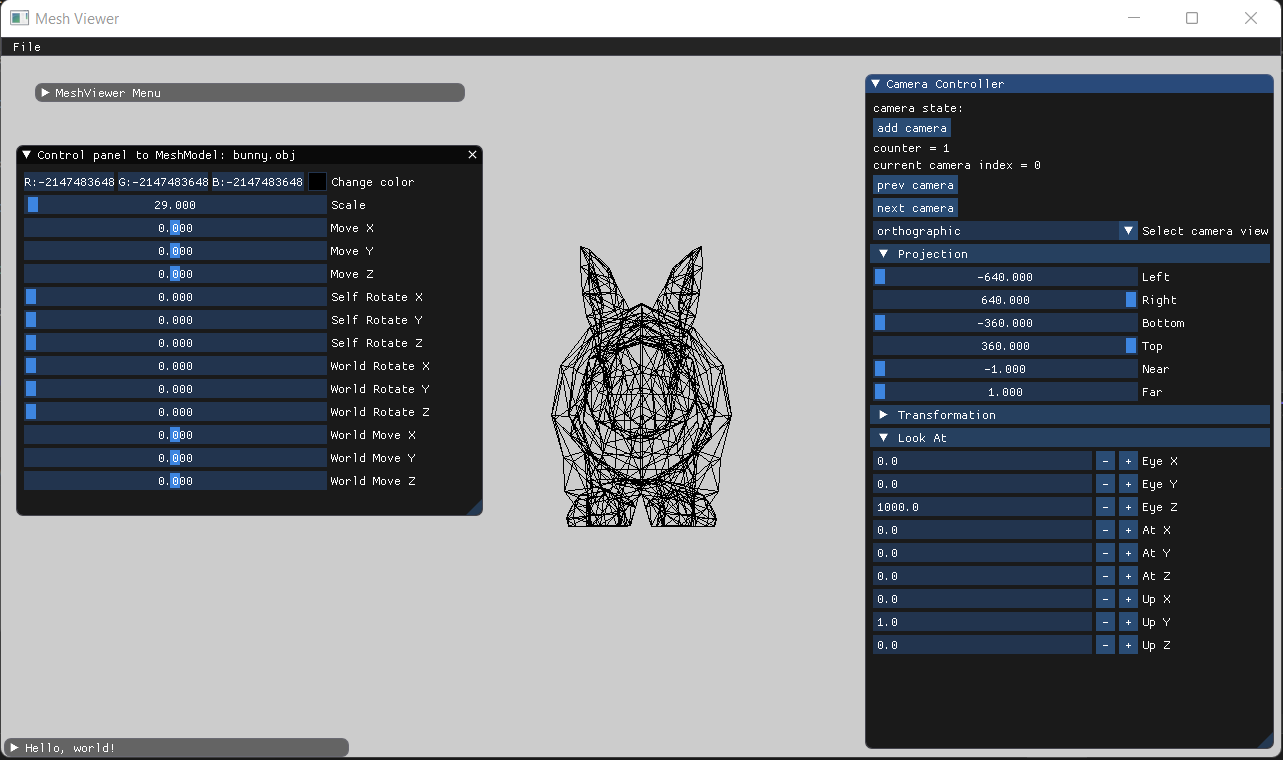 Mesh Viewer
File
MeshViewer Menu
Control panel to MeshModel: bunny.obj
R:-2147483648 G:-2147483648 B:-2147483648 Change color
29.000 Scale
0.000 Move X
0.000 Move Y
0.000 Move Z
0.000 Self Rotate X
0.000 Self Rotate Y
0.000 Self Rotate Z
0.000 World Rotate X
0.000 World Rotate Y
0.000 World Rotate Z
0.000 World Move X
0.000 World Move Y
0.000 World Move Z
Camera Controller
camera state:
add camera
counter = 1
current camera index = 0
prev camera
next camera
orthographic Select camera view
Projection
-640.000 Left
640.000 Right
-360.000 Bottom
360.000 Top
-1.000 Near
1.000 Far
Transformation
Look At
0.0 - + Eye X
0.0 - + Eye Y
1000.0 - + Eye Z
0.0 - + At X
0.0 - + At Y
0.0 - + At Z
0.0 - + Up X
1.0 - + Up Y
0.0 - + Up Z
Hello, world!